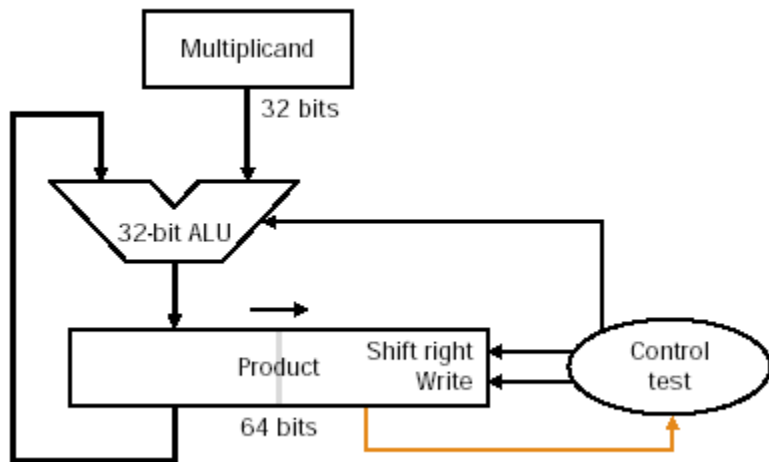 Multiplicand
32 bits
32-bit ALU
Product
Shift right
Write
64 bits
Control
test